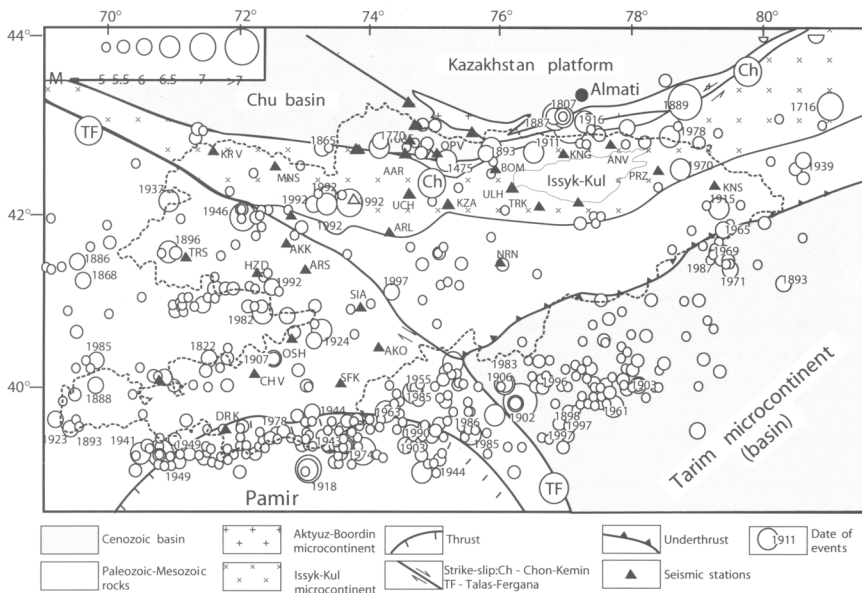 70°
72°
74°
76°
78°
80°
44°
42°
40°
M
5
5.5
6
6.5
7
>7
Kazakhstan platform
Chu basin
Almati
Ch
TF
1807
1887
1916
1889
1716
1865
1770
1978
KRV
MNS
AAR
QPV
1893
1911
KNG
ANV
1475
BOM
1970
PRZ
1939
Issyk-Kul
KNS
1937
1992
1992
1992
1946
1992
UCH
KZA
ULH
TRK
1915
ARL
1965
1896
TRS
AKK
1886
1868
HZD
ARS
NRN
1969
1987
1971
1893
1992
1997
SIA
1982
1924
1985
1822
1907
OSH
AKO
1983
CHV
SFK
1955
1985
1906
1996
1903
1888
1902
1961
DRK
1978
1944
1963
1898
1923
1893
1941
1949
1943
1990
1986
1997
1997
1903
1974
1985
1949
1944
1918
Pamir
TF
Tarim microcontinent
(basin)
Cenozoic basin
Aktyuz-Boordin
microcontinent
Thrust
Underthrust
1911
Date of
events
Paleozoic-Mesozoic
rocks
Issyk-Kul
microcontinent
Strike-slip:Ch - Chon-Kemin
TF - Talas-Fergana
Seismic stations